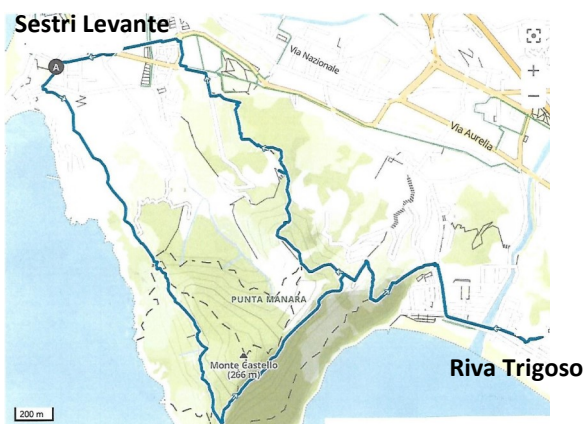 Sestri Levante
Via Nazionale
A
Via Aurelia
PUNTA MANARA
Monte Castello
(266 m)
Riva Trigoso
200 m